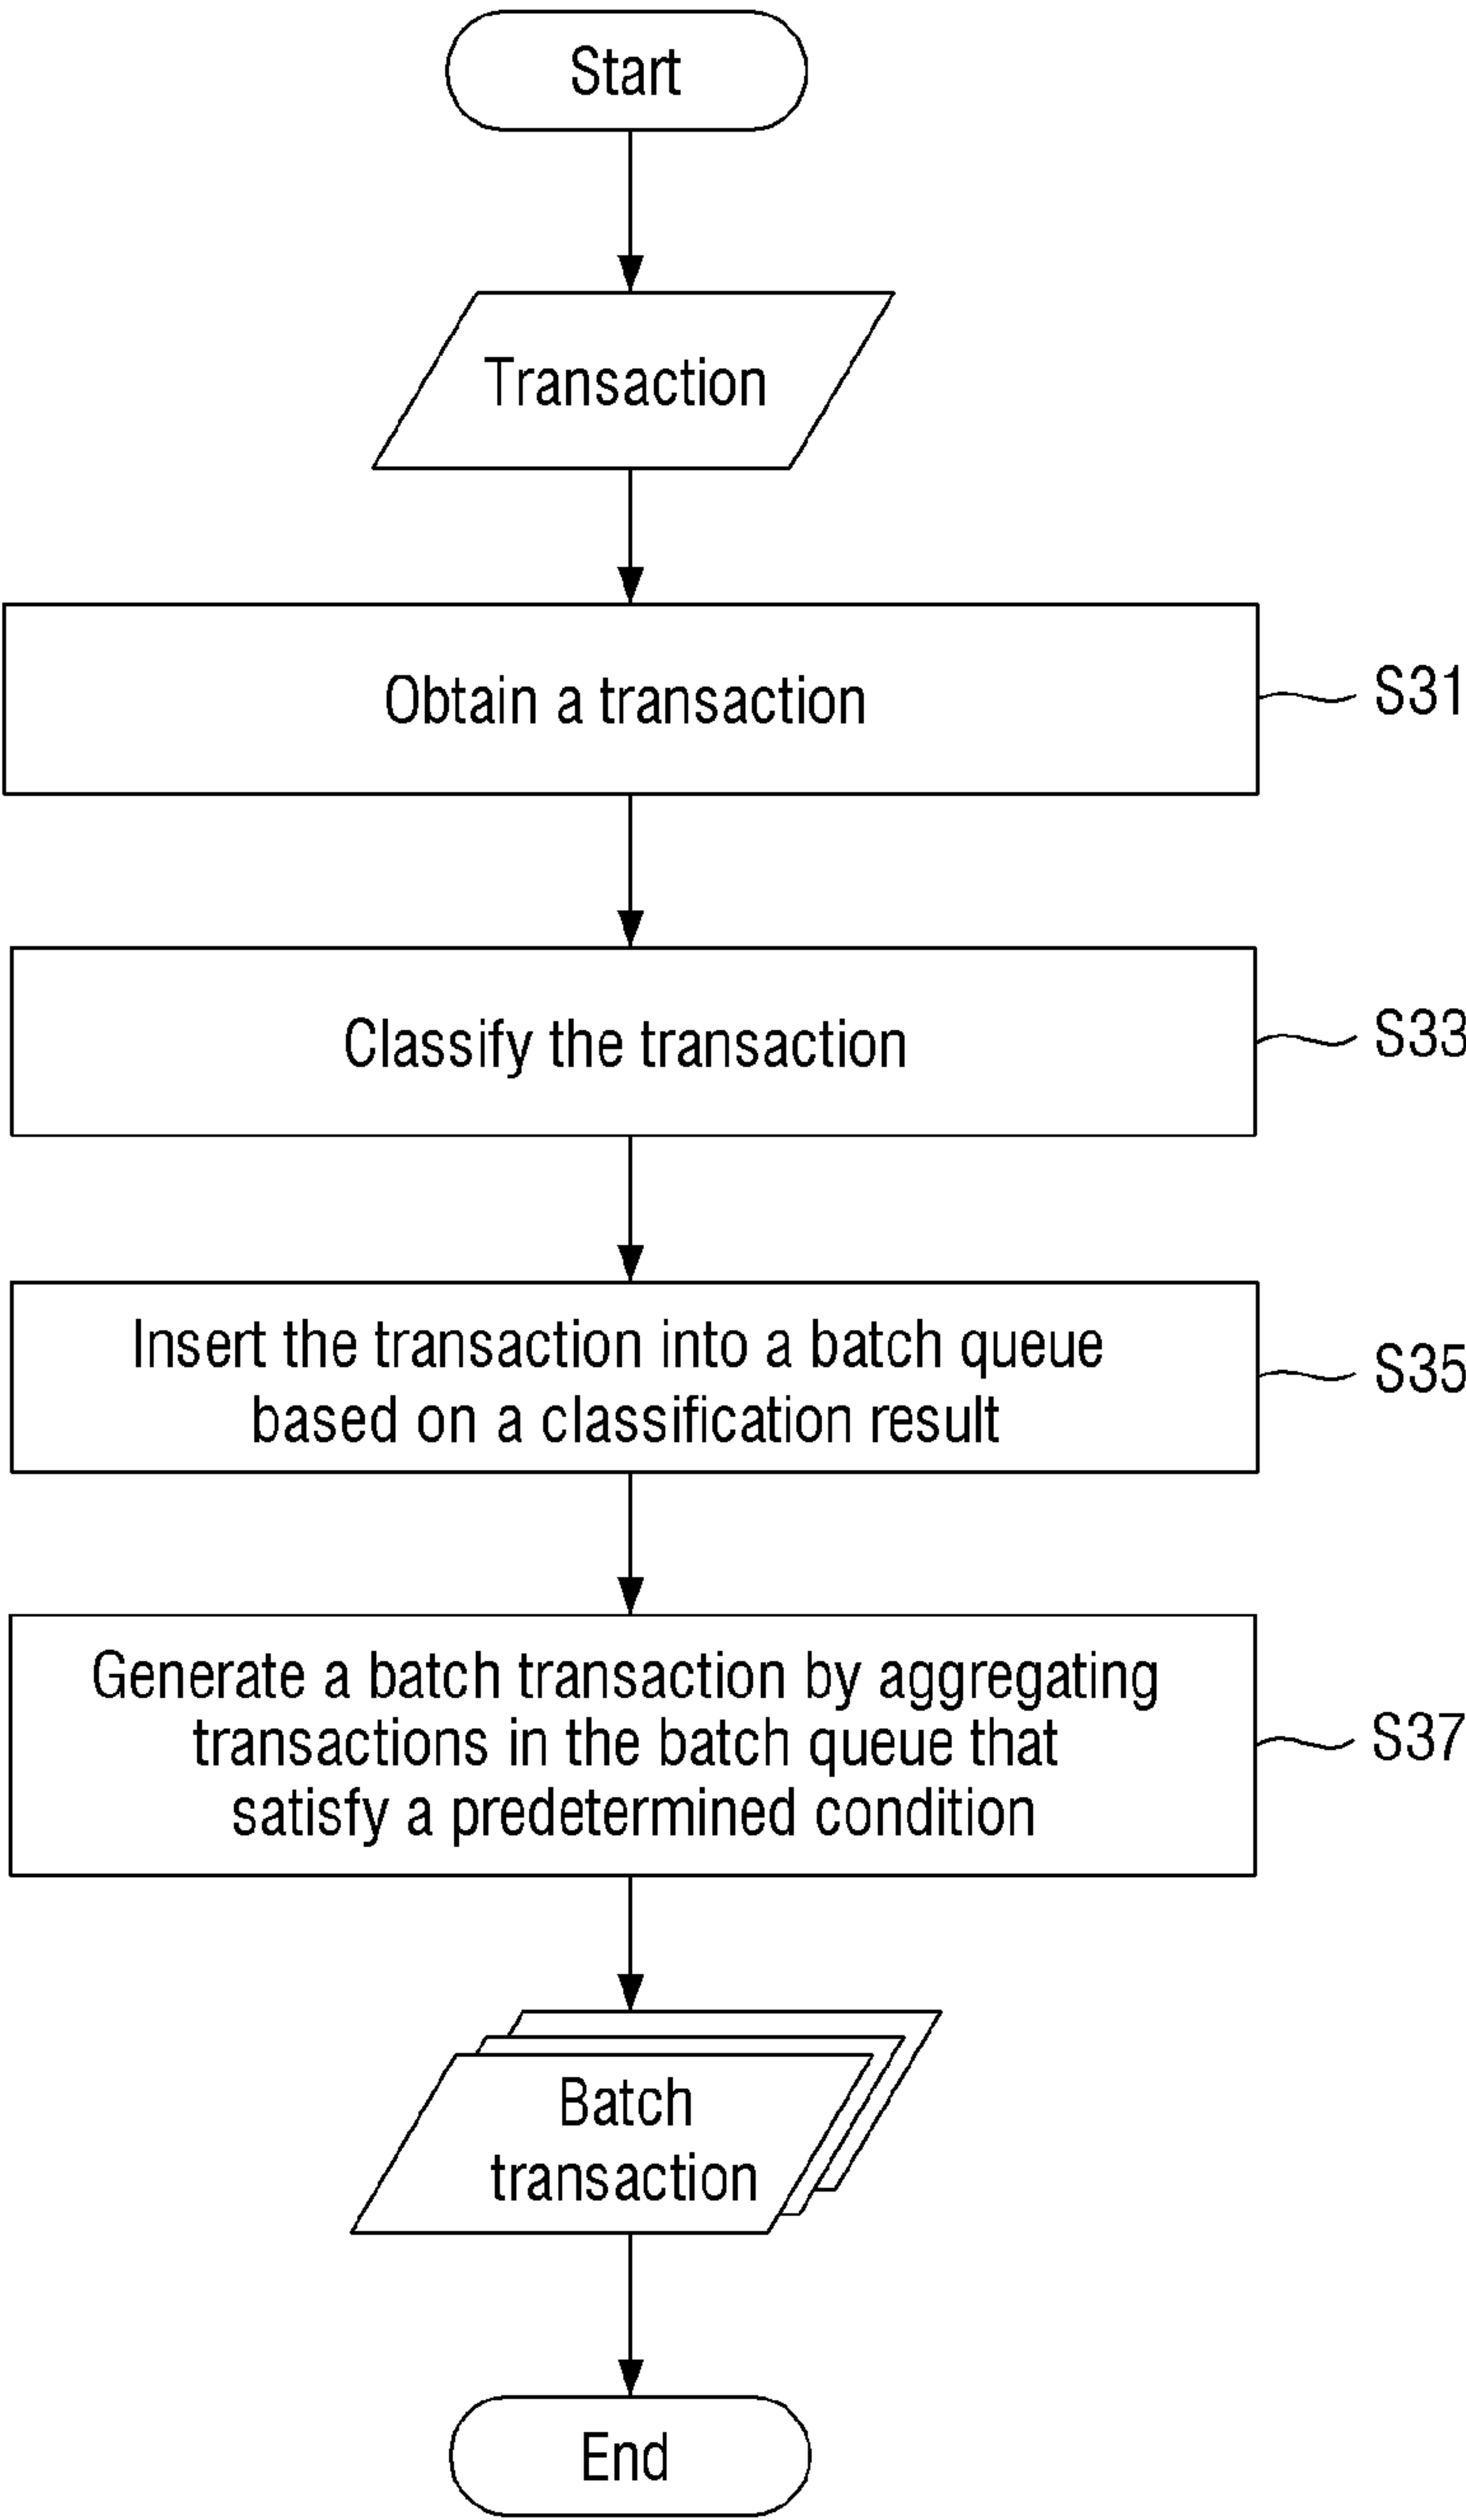 Start
Transaction
Obtain a transaction
S31
Classify the transaction
S33
Insert the transaction into a batch queue
based on a classification result
S35
Generate a batch transaction by aggregating
transactions in the batch queue that
satisfy a predetermined condition
S37
Batch
transaction
End